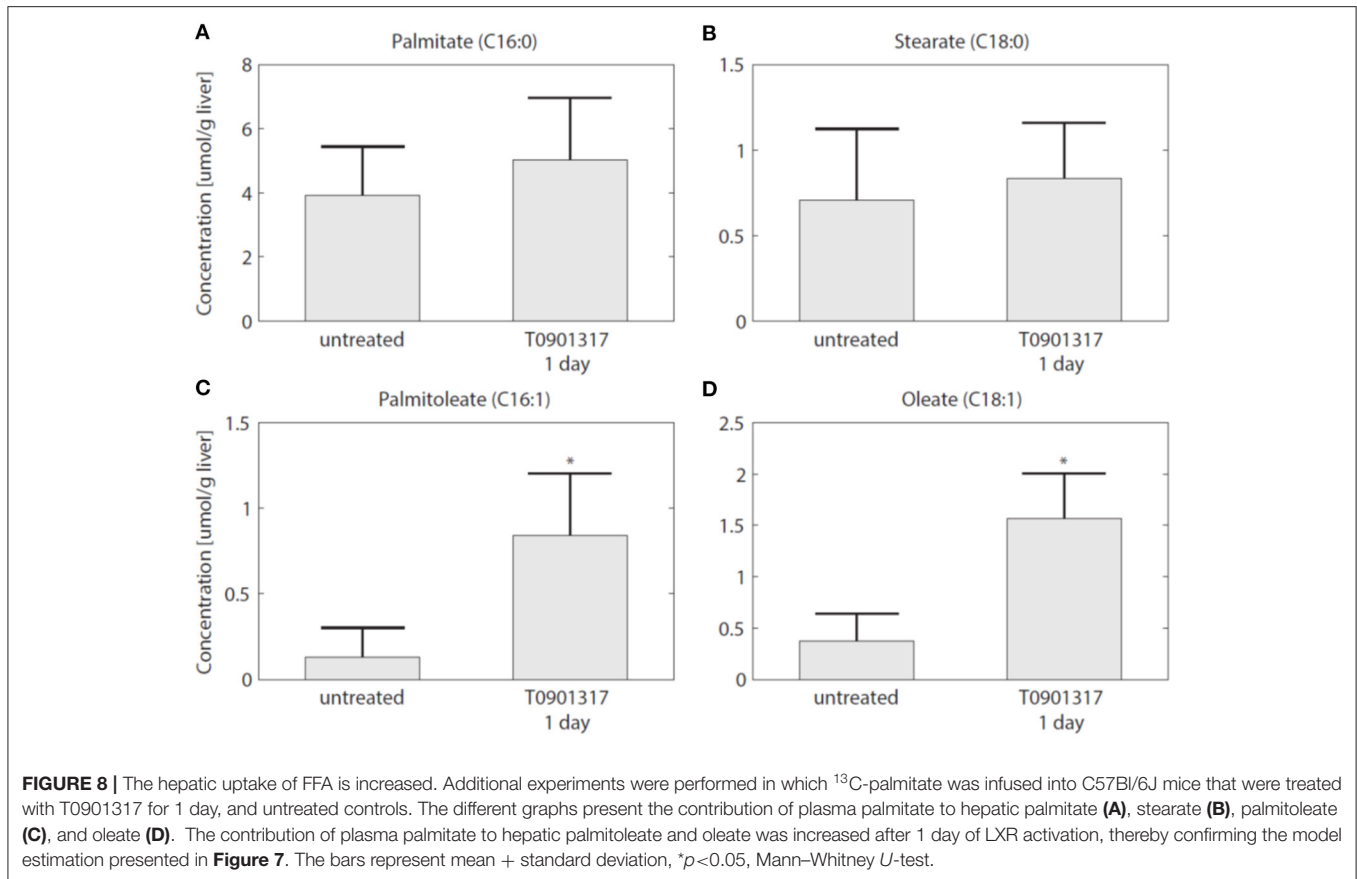 A
Palmitate (C16:0)
Concentration [umol/g liver]
8
6
4
2
0
untreated
T0901317
1 day
B
Stearate (C18:0)
1.5
1
0.5
0
untreated
T0901317
1 day
C
Palmitoleate (C16:1)
Concentration [umol/g liver]
1.5
1
0.5
0
*
untreated
T0901317
1 day
D
Oleate (C18:1)
2.5
2
1.5
1
0.5
0
*
untreated
T0901317
1 day
FIGURE 8 | The hepatic uptake of FFA is increased. Additional experiments were performed in which ¹³C-palmitate was infused into C57Bl/6J mice that were treated
with T0901317 for 1 day, and untreated controls. The different graphs present the contribution of plasma palmitate to hepatic palmitate (A), stearate (B), palmitoleate
(C), and oleate (D). The contribution of plasma palmitate to hepatic palmitoleate and oleate was increased after 1 day of LXR activation, thereby confirming the model
estimation presented in Figure 7. The bars represent mean + standard deviation, *p<0.05, Mann–Whitney U-test.